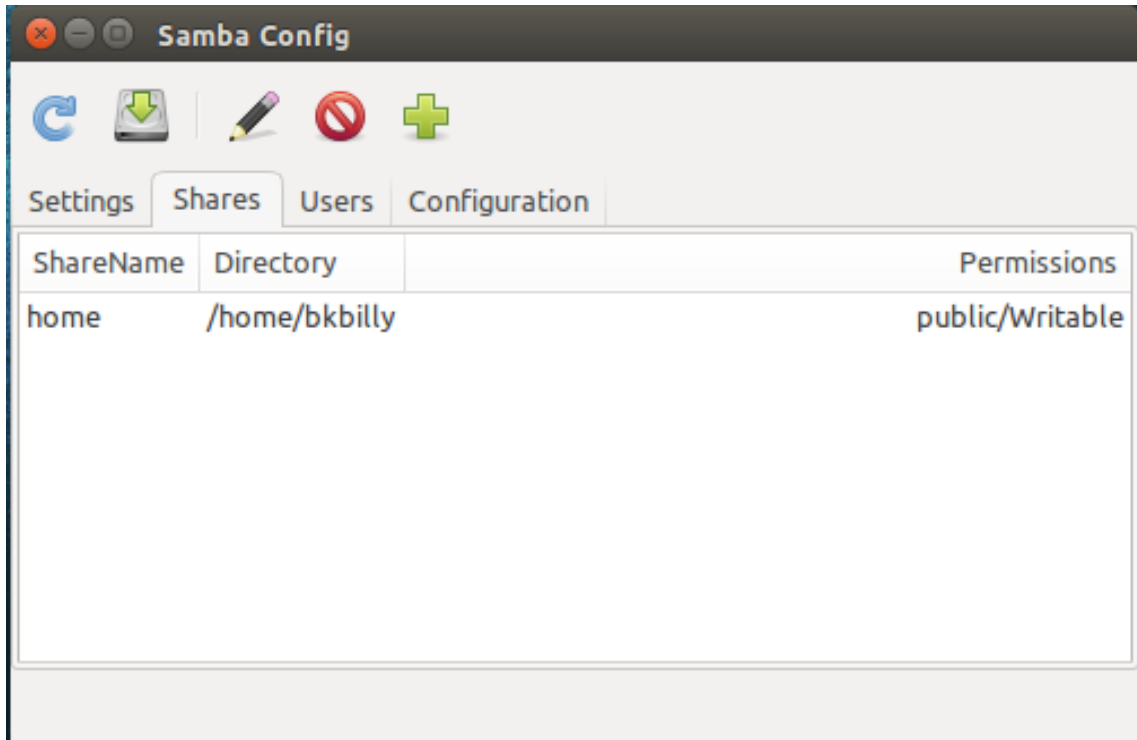 Samba Config
Settings Shares Users Configuration
ShareName Directory Permissions
home /home/bkbilly public/Writable